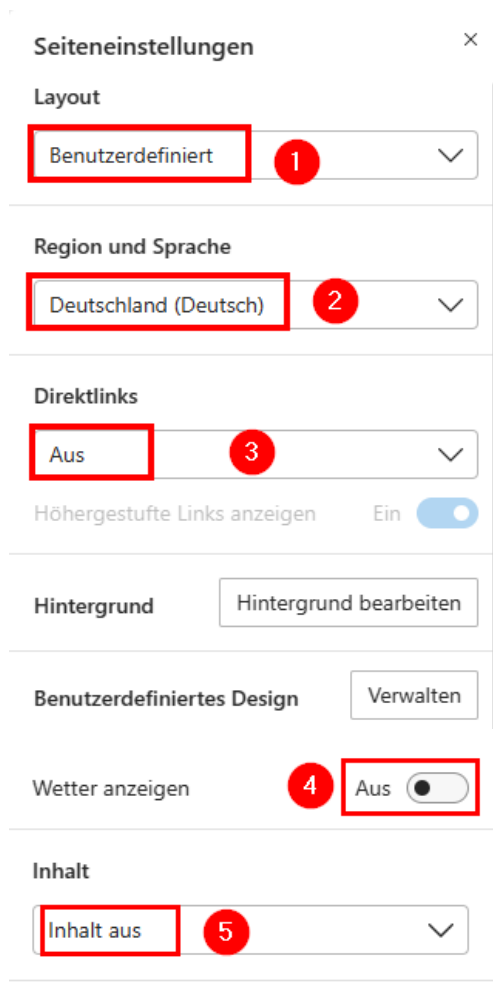 Seiteneinstellungen
Layout
Benutzerdefiniert 1
Region und Sprache
Deutschland (Deutsch) 2
Direktlinks
Aus 3
Höhergestufte Links anzeigen Ein
Hintergrund Hintergrund bearbeiten
Benutzerdefiniertes Design Verwalten
Wetter anzeigen 4 Aus
Inhalt
Inhalt aus 5